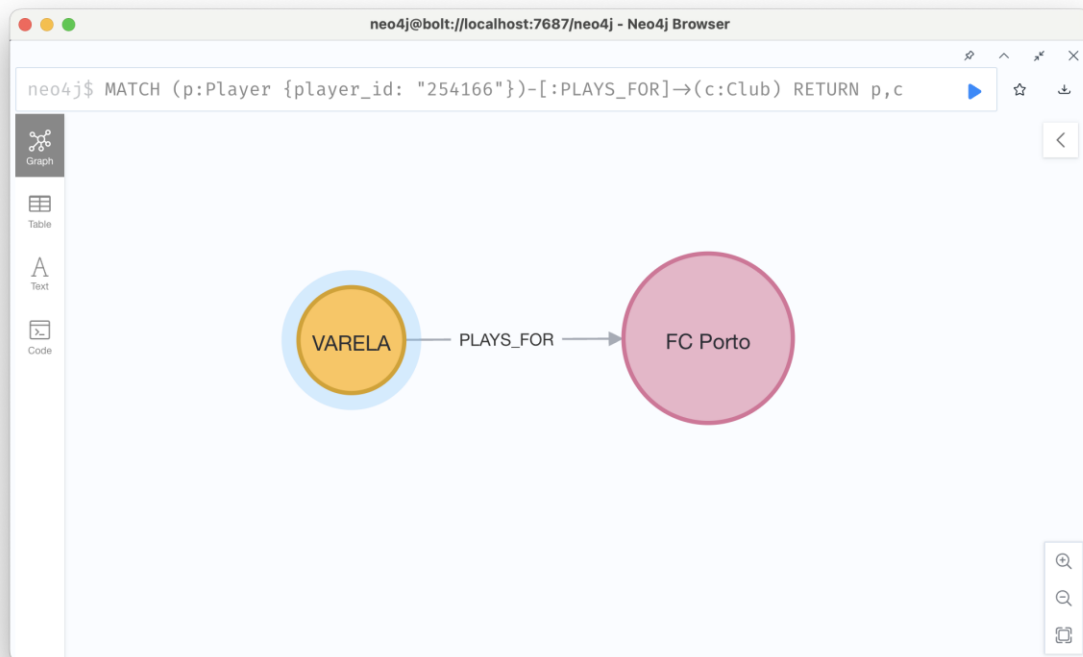 neo4j@bolt://localhost:7687/neo4j - Neo4j Browser
neo4j$ MATCH (p:Player {player_id: "254166"})-[:PLAYS_FOR]→(c:Club) RETURN p,c
Graph
Table
A
Text
Code
VARELA
PLAYS_FOR
FC Porto